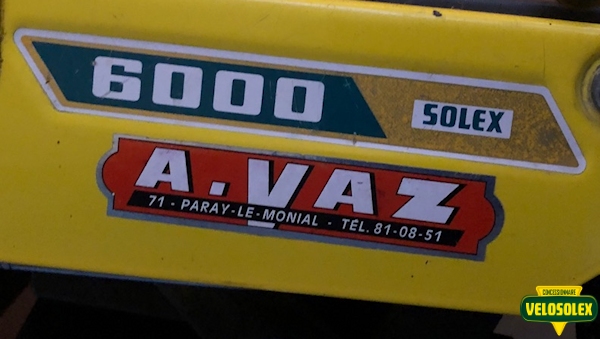 6000 SOLEX
A. VAZ
71 - PARAY-LE-MONIAL - TÉL. 81-08-51
CONCESSIONNAIRE
VELOSOLEX